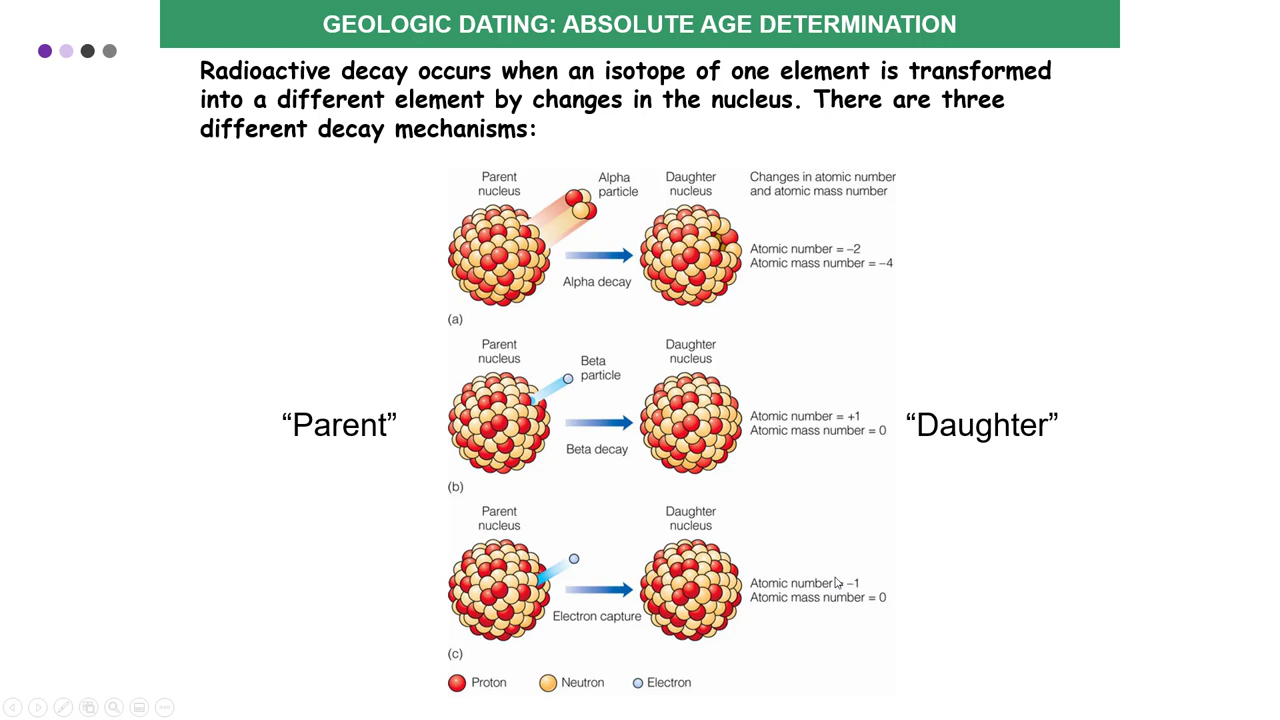 GEOLOGIC DATING: ABSOLUTE AGE DETERMINATION
Radioactive decay occurs when an isotope of one element is transformed
into a different element by changes in the nucleus. There are three
different decay mechanisms:
Parent
nucleus
Alpha
particle
Daughter
nucleus
Changes in atomic number
and atomic mass number
Atomic number = –2
Atomic mass number = –4
Alpha decay
(a)
Parent
nucleus
Beta
particle
Daughter
nucleus
“Parent”
Atomic number = +1
Atomic mass number = 0
“Daughter”
Beta decay
(b)
Parent
nucleus
Daughter
nucleus
Atomic number –1
Atomic mass number = 0
Electron capture
(c)
Proton
Neutron
Electron